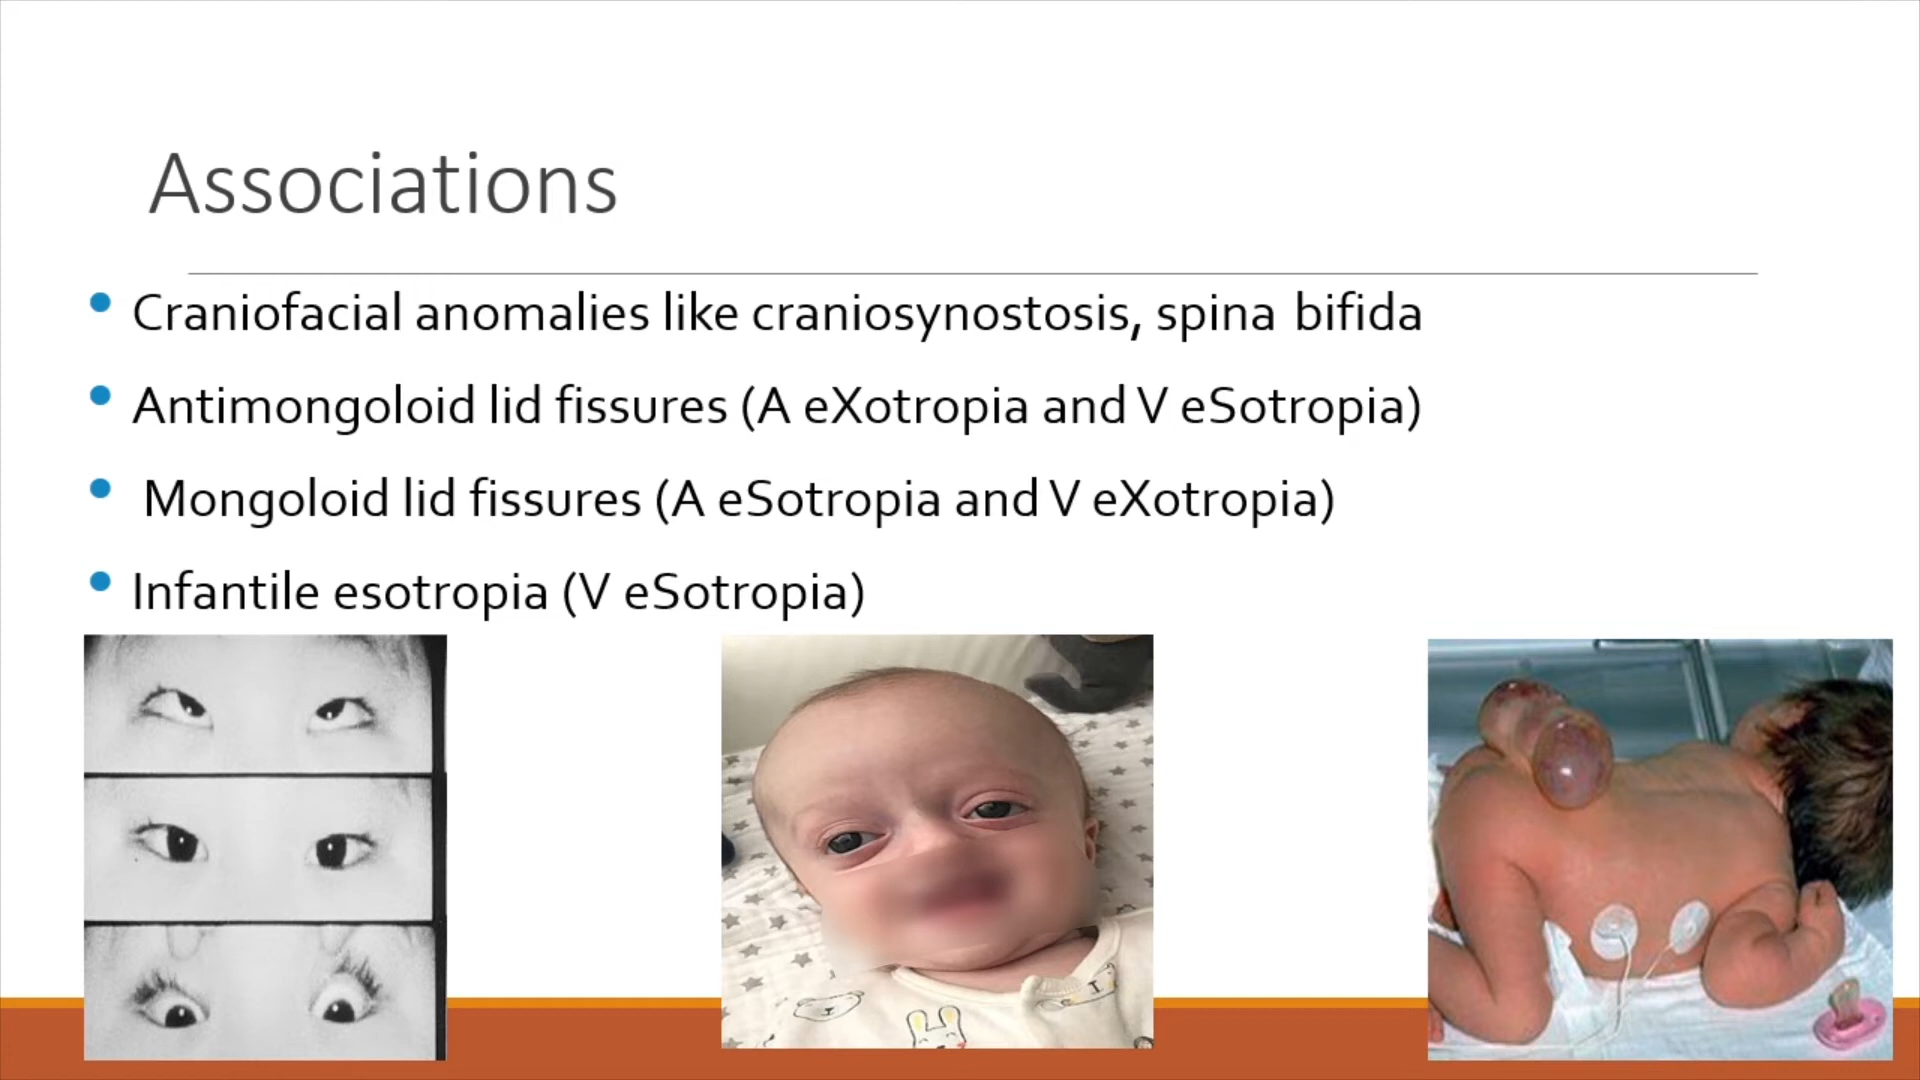 Associations
Craniofacial anomalies like craniosynostosis, spina bifida
Antimongoloid lid fissures (A eXotropia and V eSotropia)
Mongoloid lid fissures (A eSotropia and V eXotropia)
Infantile esotropia (V eSotropia)